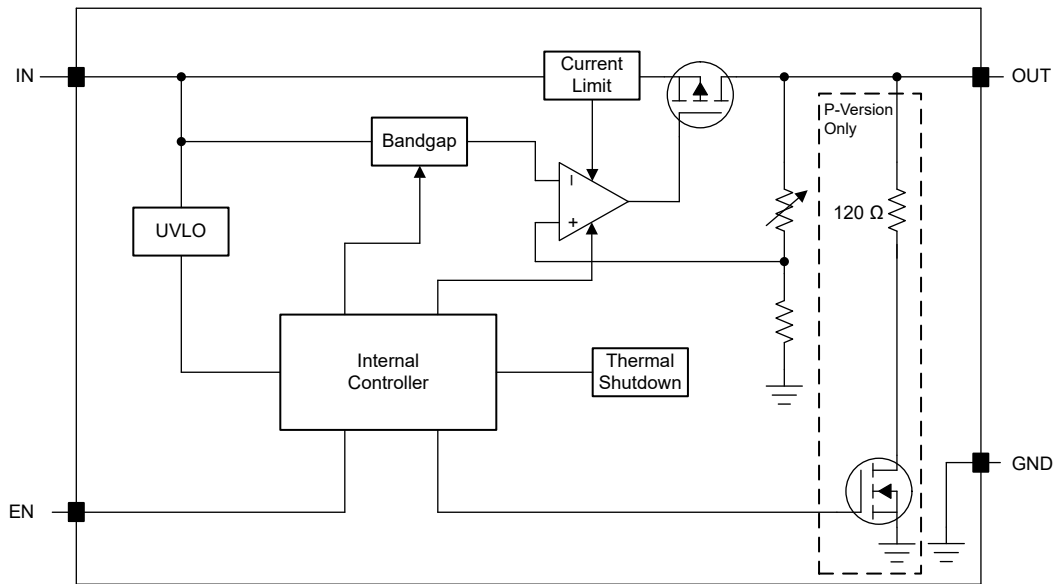 IN
Current
Limit
OUT
P-Version
Only
Bandgap
–
+
120 Ω
UVLO
Internal
Controller
Thermal
Shutdown
GND
EN